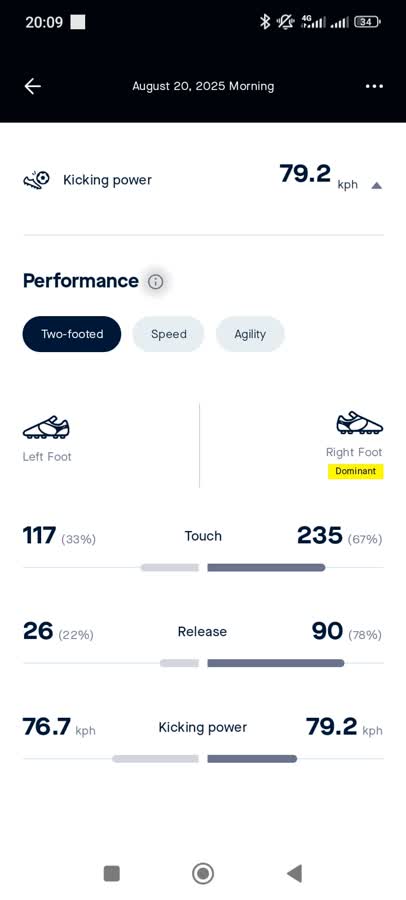 20:09 4G 34
August 20, 2025 Morning
Kicking power 79.2 kph
Performance
Two-footed Speed Agility
Left Foot Right Foot
Dominant
117 (33%) Touch 235 (67%)
26 (22%) Release 90 (78%)
76.7 kph Kicking power 79.2 kph